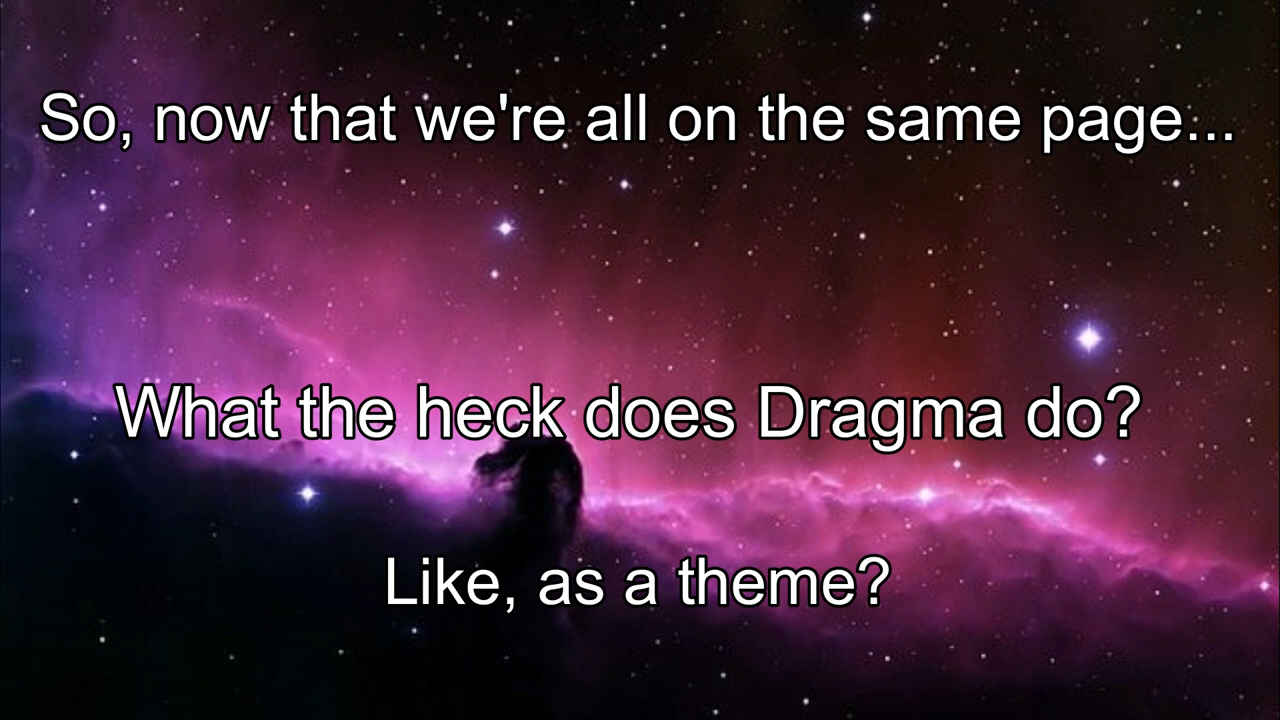 So, now that we're all on the same page...
What the heck does Dragma do?
Like, as a theme?